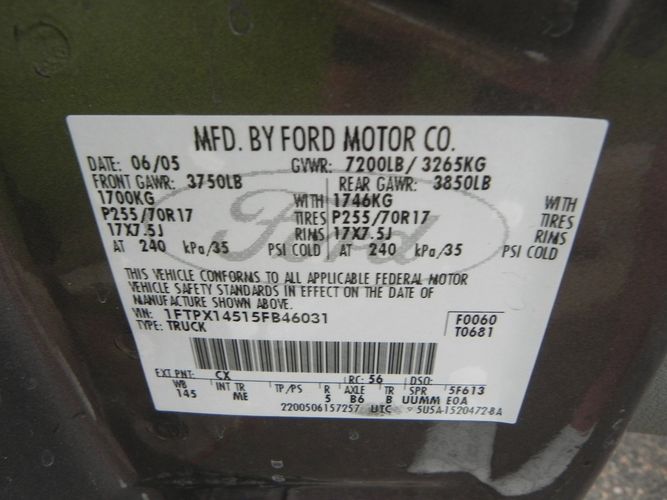 MFD. BY FORD MOTOR CO.
DATE: 06/05 GVWR: 7200LB/ 3265KG
FRONT GAWR: 3750LB REAR GAWR: 3850LB
1700KG WITH 1746KG WITH
P255/70R17 TIRES P255/70R17 TIRES
17X7.5J RIMS 17X7.5J RIMS
AT 240 kPa/35 PSI COLD AT 240 kPa/35 PSI COLD
Ford
THIS VEHICLE CONFORMS TO ALL APPLICABLE FEDERAL MOTOR
VEHICLE SAFETY STANDARDS IN EFFECT ON THE DATE OF
MANUFACTURE SHOWN ABOVE.
VIN: 1FTPX14515FB46031 F0060
TYPE: TRUCK T0681
EXT PNT: CX RC: 56 DSO:
WB INT TR TP/PS R AXLE TR SPR 5F613
145 ME 5 B6 B UUMM EOA
2200506157257 UTC 5U5A-1520472-BA